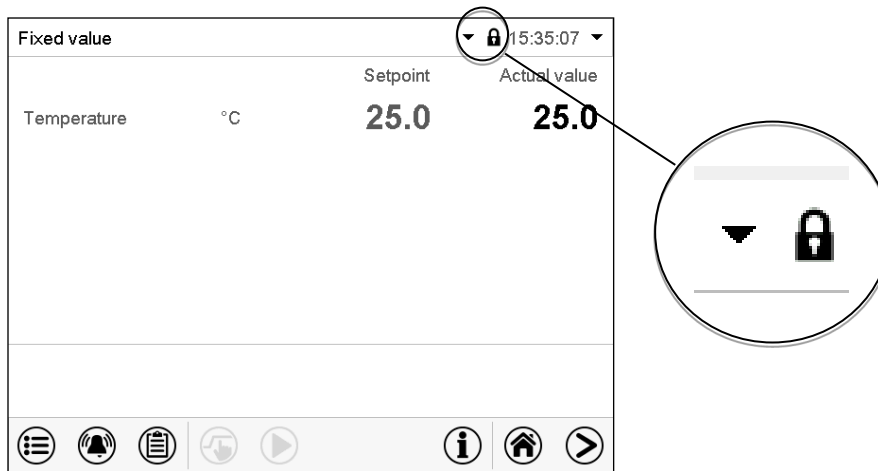 Fixed value 15:35:07
Setpoint Actual value
Temperature °C 25.0 25.0